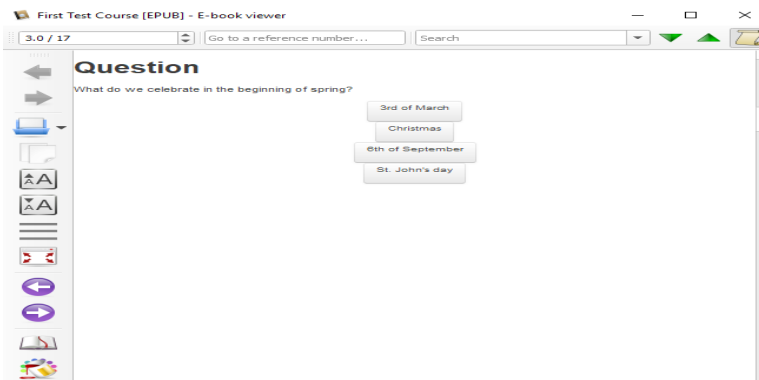 First Test Course [EPUB] - E-book viewer
3.0 / 17
Go to a reference number...
Search
Question
What do we celebrate in the beginning of spring?
3rd of March
Christmas
6th of September
St. John's day
A
A